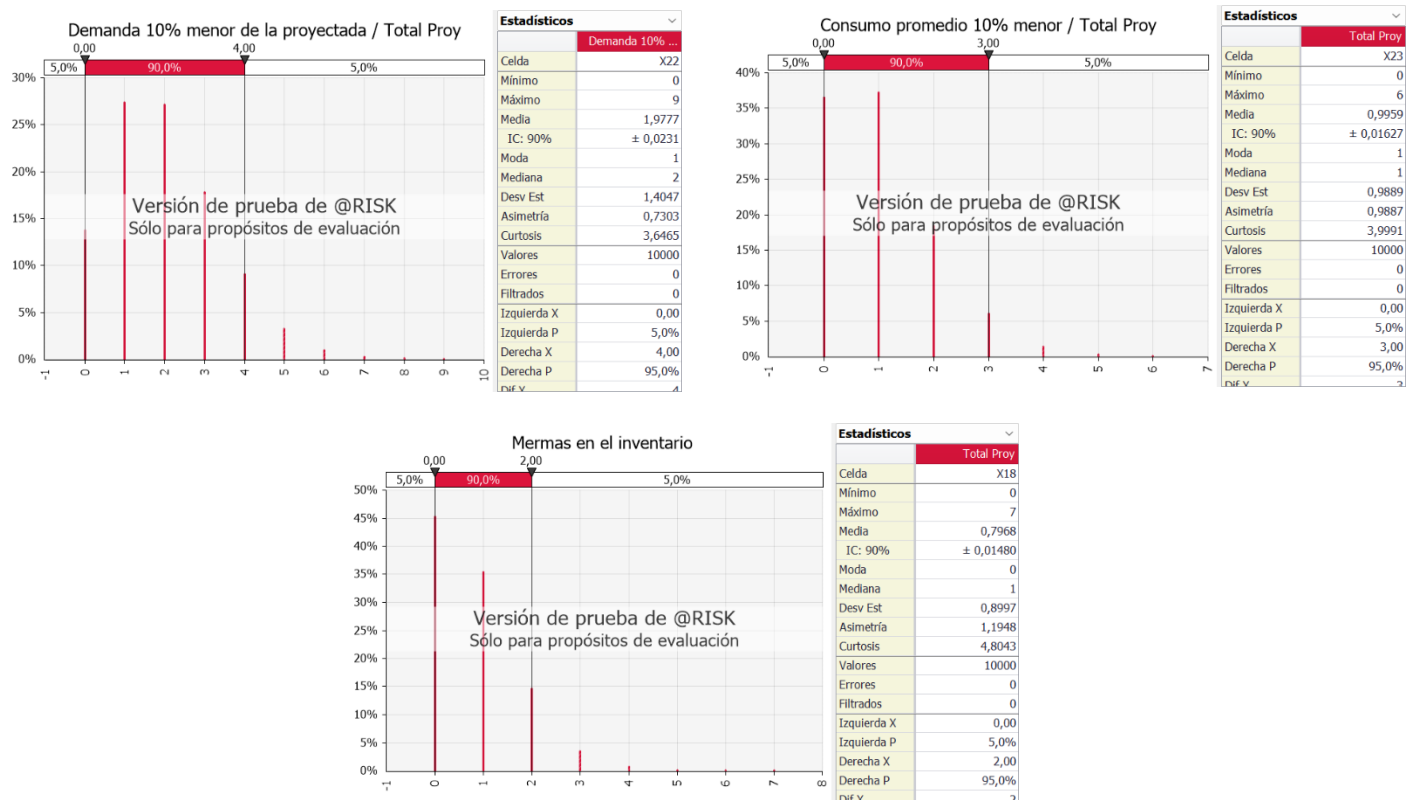 Demanda 10% menor de la proyectada / Total Proy
0,00 4,00
5,0% 90,0% 5,0%
30%
25%
20%
15%
10%
5%
0%
Versión de prueba de @RISK
Sólo para propósitos de evaluación
-1 0 1 2 3 4 5 6 7 8 9 10
Estadísticos
Demanda 10% ...
Celda X22
Mínimo 0
Máximo 9
Media 1,9777
IC: 90% ± 0,0231
Moda 1
Mediana 2
Desv Est 1,4047
Asimetría 0,7303
Curtosis 3,6465
Valores 10000
Errores 0
Filtrados 0
Izquierda X 0,00
Izquierda P 5,0%
Derecha X 4,00
Derecha P 95,0%
Dif X 4
Consumo promedio 10% menor / Total Proy
0,00 3,00
5,0% 90,0% 5,0%
40%
35%
30%
25%
20%
15%
10%
5%
0%
Versión de prueba de @RISK
Sólo para propósitos de evaluación
-1 0 1 2 3 4 5 6 7
Estadísticos
Total Proy
Celda X23
Mínimo 0
Máximo 6
Media 0,9959
IC: 90% ± 0,01627
Moda 1
Mediana 1
Desv Est 0,9889
Asimetría 0,9887
Curtosis 3,9991
Valores 10000
Errores 0
Filtrados 0
Izquierda X 0,00
Izquierda P 5,0%
Derecha X 3,00
Derecha P 95,0%
Dif X 3
Mermas en el inventario
0,00 2,00
5,0% 90,0% 5,0%
50%
45%
40%
35%
30%
25%
20%
15%
10%
5%
0%
Versión de prueba de @RISK
Sólo para propósitos de evaluación
-1 0 1 2 3 4 5 6 7 8
Estadísticos
Total Proy
Celda X18
Mínimo 0
Máximo 7
Media 0,7968
IC: 90% ± 0,01480
Moda 0
Mediana 1
Desv Est 0,8997
Asimetría 1,1948
Curtosis 4,8043
Valores 10000
Errores 0
Filtrados 0
Izquierda X 0,00
Izquierda P 5,0%
Derecha X 2,00
Derecha P 95,0%
Dif X 2